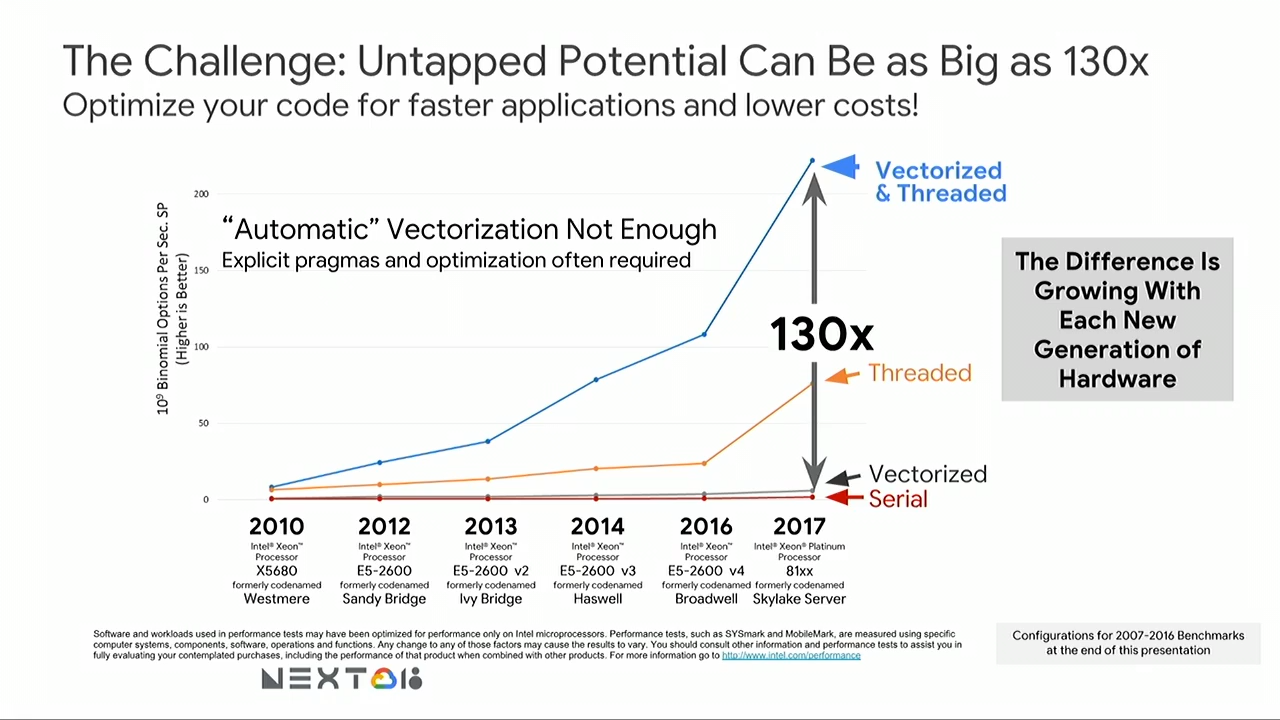 The Challenge: Untapped Potential Can Be as Big as 130x
Optimize your code for faster applications and lower costs!
Vectorized
& Threaded
200
150
100
50
0
10⁹ Binomial Options Per Sec. SP
(Higher is Better)
“Automatic” Vectorization Not Enough
Explicit pragmas and optimization often required
130x
Threaded
Vectorized
Serial
The Difference Is
Growing With
Each New
Generation of
Hardware
2010
Intel® Xeon™
Processor
X5680
formerly codenamed
Westmere
2012
Intel® Xeon™
Processor
E5-2600
formerly codenamed
Sandy Bridge
2013
Intel® Xeon™
Processor
E5-2600 v2
formerly codenamed
Ivy Bridge
2014
Intel® Xeon™
Processor
E5-2600 v3
formerly codenamed
Haswell
2016
Intel® Xeon™
Processor
E5-2600 v4
formerly codenamed
Broadwell
2017
Intel® Xeon® Platinum
Processor
81xx
formerly codenamed
Skylake Server
Software and workloads used in performance tests may have been optimized for performance only on Intel microprocessors. Performance tests, such as SYSmark and MobileMark, are measured using specific
computer systems, components, software, operations and functions. Any change to any of those factors may cause the results to vary. You should consult other information and performance tests to assist you in
fully evaluating your contemplated purchases, including the performance of that product when combined with other products. For more information go to http://www.intel.com/performance
Configurations for 2007-2016 Benchmarks
at the end of this presentation
NEXT18